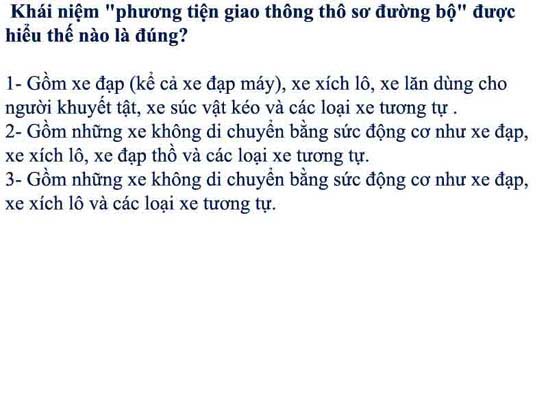 Khái niệm "phương tiện giao thông thô sơ đường bộ" được
hiểu thế nào là đúng?
1- Gồm xe đạp (kể cả xe đạp máy), xe xích lô, xe lăn dùng cho
người khuyết tật, xe súc vật kéo và các loại xe tương tự .
2- Gồm những xe không di chuyển bằng sức động cơ như xe đạp,
xe xích lô, xe đạp thồ và các loại xe tương tự.
3- Gồm những xe không di chuyển bằng sức động cơ như xe đạp,
xe xích lô và các loại xe tương tự.